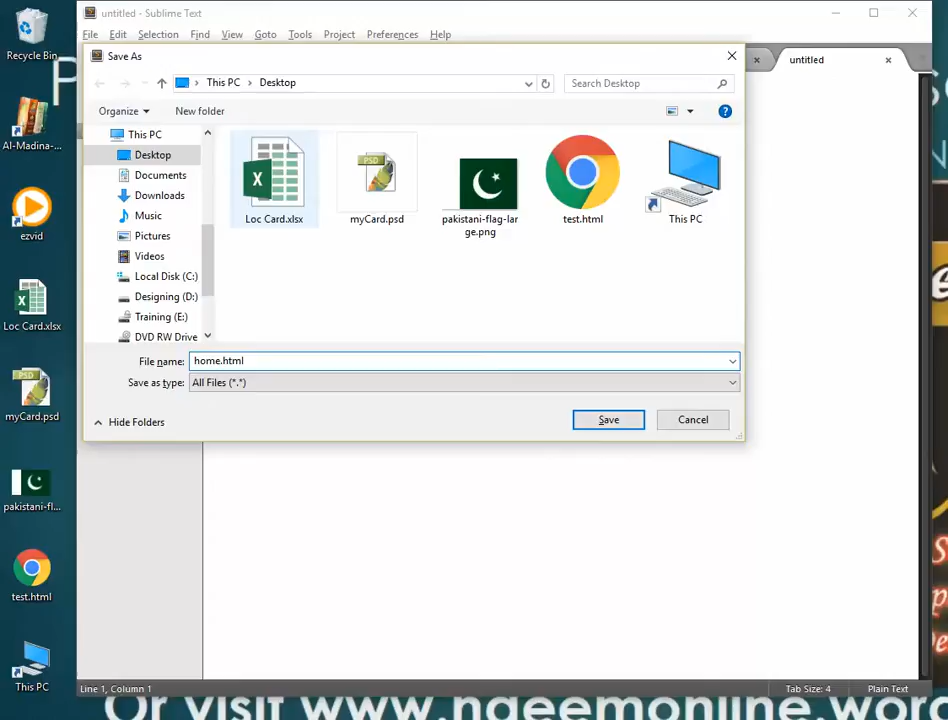 Recycle Bin
Al-Madina-...
ezvid
Loc Card.xlsx
myCard.psd
pakistani-fl...
test.html
This PC
untitled - Sublime Text
File Edit Selection Find View Goto Tools Project Preferences Help
Save As
This PC > Desktop
Search Desktop
Organize
New folder
untitled
This PC
Desktop
Documents
Downloads
Music
Pictures
Videos
Local Disk (C:)
Designing (D:)
Training (E:)
DVD RW Drive
Loc Card.xlsx
myCard.psd
pakistani-flag-lar
ge.png
test.html
This PC
File name: home.html
Save as type: All Files (*.*)
Hide Folders
Save
Cancel
Line 1, Column 1
Tab Size: 4
Plain Text
Or visit www.naeemonline.wor